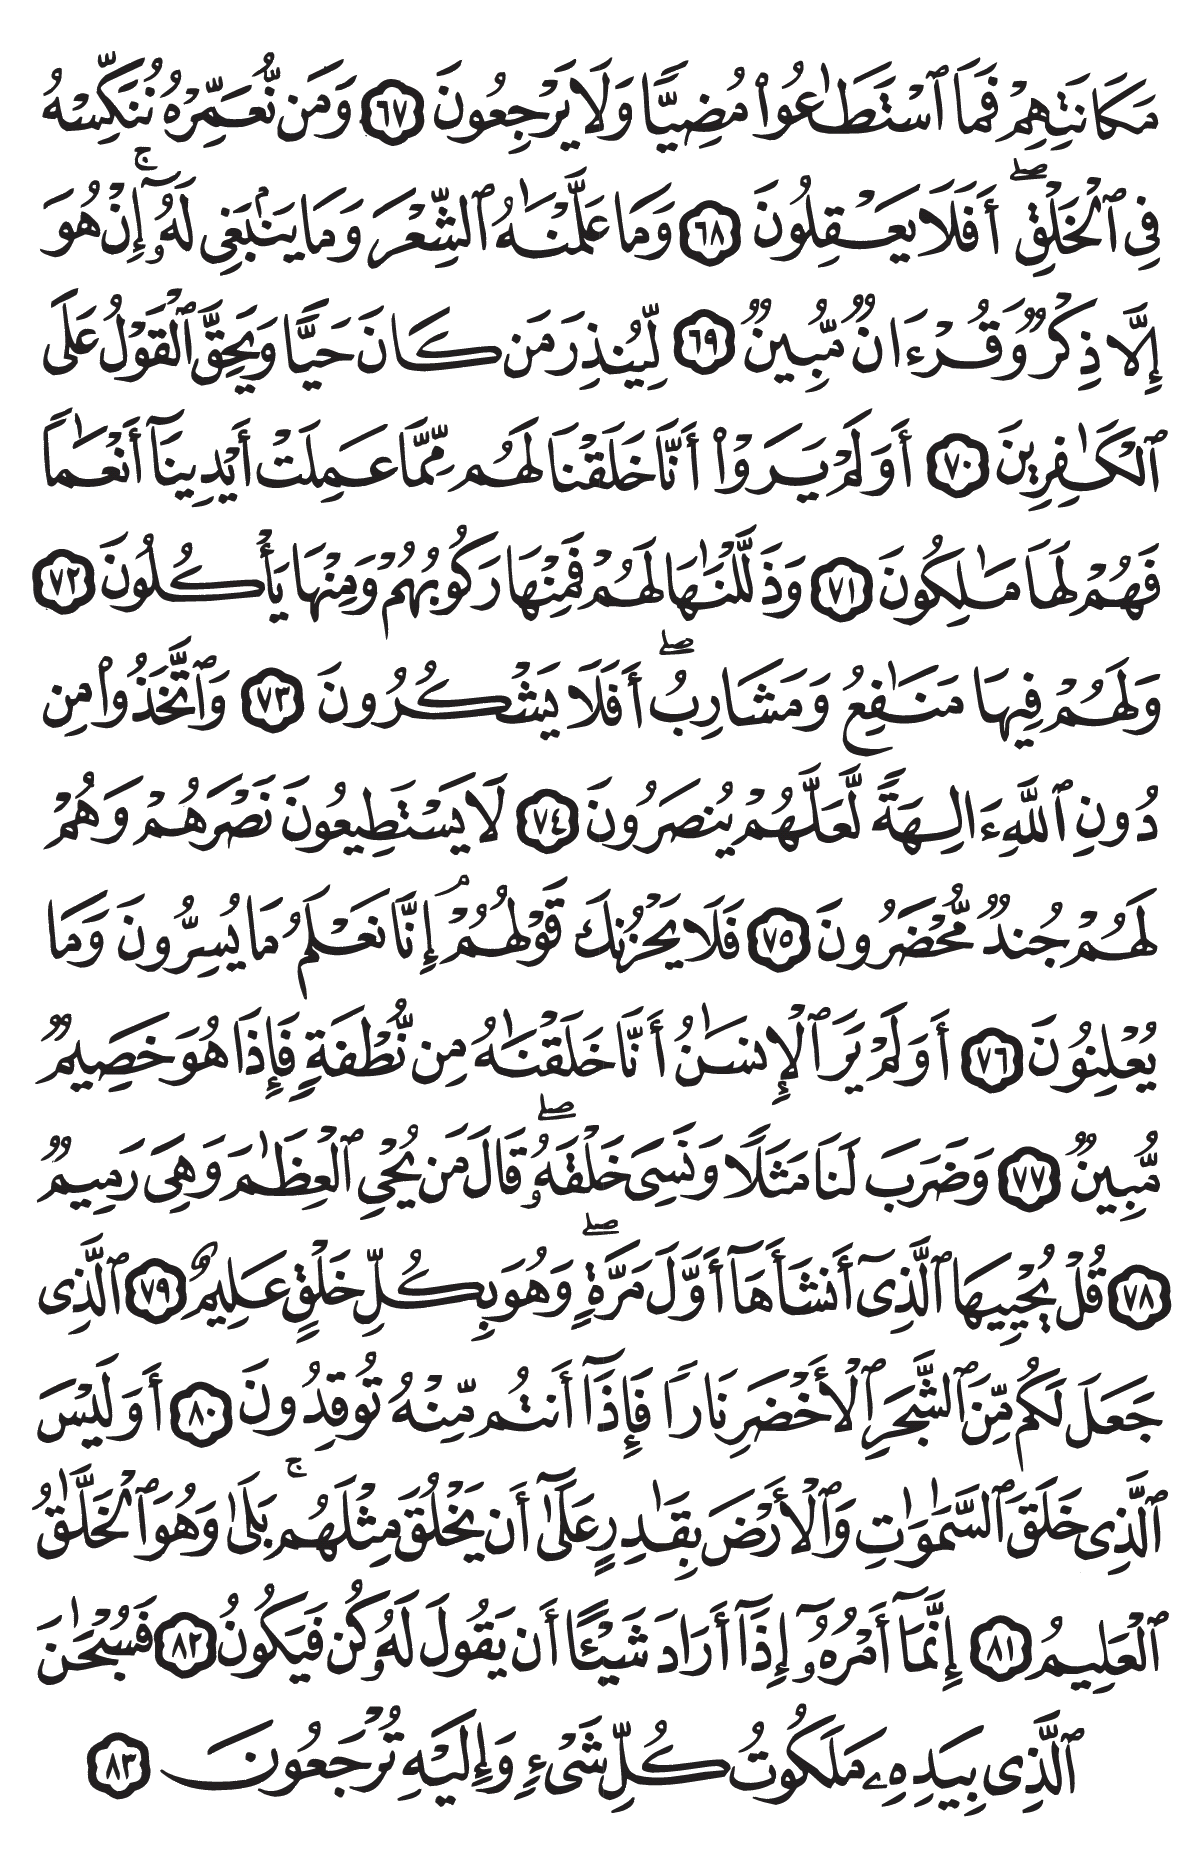 مَكَانَتِهِمْ فَمَا ٱسْتَطَـٰعُوا۟ مُضِيًّا وَلَا يَرْجِعُونَ ٦٧ وَمَن نُّعَمِّرْهُ نُنَكِّسْهُ
فِى ٱلْخَلْقِ ۖ أَفَلَا يَعْقِلُونَ ٦٨ وَمَا عَلَّمْنَـٰهُ ٱلشِّعْرَ وَمَا يَنۢبَغِى لَهُۥٓ ۚ إِنْ هُوَ
إِلَّا ذِكْرٌ وَقُرْءَانٌ مُّبِينٌ ٦٩ لِّيُنذِرَ مَن كَانَ حَيًّا وَيَحِقَّ ٱلْقَوْلُ عَلَى
ٱلْكَـٰفِرِينَ ٧٠ أَوَلَمْ يَرَوْا۟ أَنَّا خَلَقْنَا لَهُم مِّمَّا عَمِلَتْ أَيْدِينَآ أَنْعَـٰمًا
فَهُمْ لَهَا مَـٰلِكُونَ ٧١ وَذَلَّلْنَـٰهَا لَهُمْ فَمِنْهَا رَكُوبُهُمْ وَمِنْهَا يَأْكُلُونَ ٧٢
وَلَهُمْ فِيهَا مَنَـٰفِعُ وَمَشَارِبُ ۖ أَفَلَا يَشْكُرُونَ ٧٣ وَٱتَّخَذُوا۟ مِن
دُونِ ٱللَّهِ ءَالِهَةً لَّعَلَّهُمْ يُنصَرُونَ ٧٤ لَا يَسْتَطِيعُونَ نَصْرَهُمْ وَهُمْ
لَهُمْ جُندٌ مُّحْضَرُونَ ٧٥ فَلَا يَحْزُنكَ قَوْلُهُمْ ۘ إِنَّا نَعْلَمُ مَا يُسِرُّونَ وَمَا
يُعْلِنُونَ ٧٦ أَوَلَمْ يَرَ ٱلْإِنسَـٰنُ أَنَّا خَلَقْنَـٰهُ مِن نُّطْفَةٍ فَإِذَا هُوَ خَصِيمٌ
مُّبِينٌ ٧٧ وَضَرَبَ لَنَا مَثَلًا وَنَسِىَ خَلْقَهُۥ ۖ قَالَ مَن يُحْىِ ٱلْعِظَـٰمَ وَهِىَ رَمِيمٌ
٧٨ قُلْ يُحْيِيهَا ٱلَّذِىٓ أَنشَأَهَآ أَوَّلَ مَرَّةٍ ۖ وَهُوَ بِكُلِّ خَلْقٍ عَلِيمٌ ٧٩ ٱلَّذِى
جَعَلَ لَكُم مِّنَ ٱلشَّجَرِ ٱلْأَخْضَرِ نَارًا فَإِذَآ أَنتُم مِّنْهُ تُوقِدُونَ ٨٠ أَوَلَيْسَ
ٱلَّذِى خَلَقَ ٱلسَّمَـٰوَٰتِ وَٱلْأَرْضَ بِقَـٰدِرٍ عَلَىٰٓ أَن يَخْلُقَ مِثْلَهُم ۚ بَلَىٰ وَهُوَ ٱلْخَلَّـٰقُ
ٱلْعَلِيمُ ٨١ إِنَّمَآ أَمْرُهُۥٓ إِذَآ أَرَادَ شَيْـًٔا أَن يَقُولَ لَهُۥ كُن فَيَكُونُ ٨٢ فَسُبْحَـٰنَ
ٱلَّذِى بِيَدِهِۦ مَلَكُوتُ كُلِّ شَىْءٍ وَإِلَيْهِ تُرْجَعُونَ ٨٣